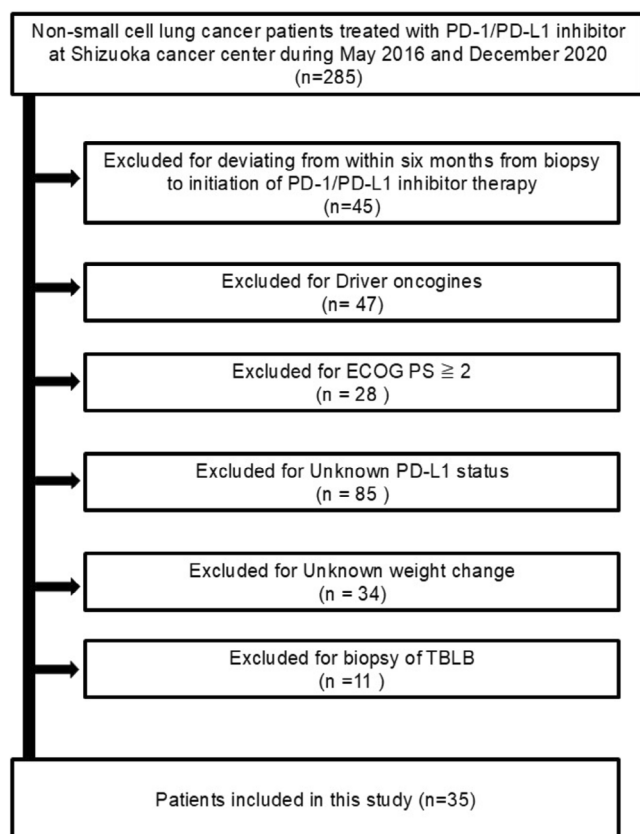 Non-small cell lung cancer patients treated with PD-1/PD-L1 inhibitor
at Shizuoka cancer center during May 2016 and December 2020
(n=285)
Excluded for deviating from within six months from biopsy
to initiation of PD-1/PD-L1 inhibitor therapy
(n=45)
Excluded for Driver oncogines
(n= 47)
Excluded for ECOG PS ≧ 2
(n = 28 )
Excluded for Unknown PD-L1 status
(n = 85 )
Excluded for Unknown weight change
(n = 34)
Excluded for biopsy of TBLB
(n =11 )
Patients included in this study (n=35)